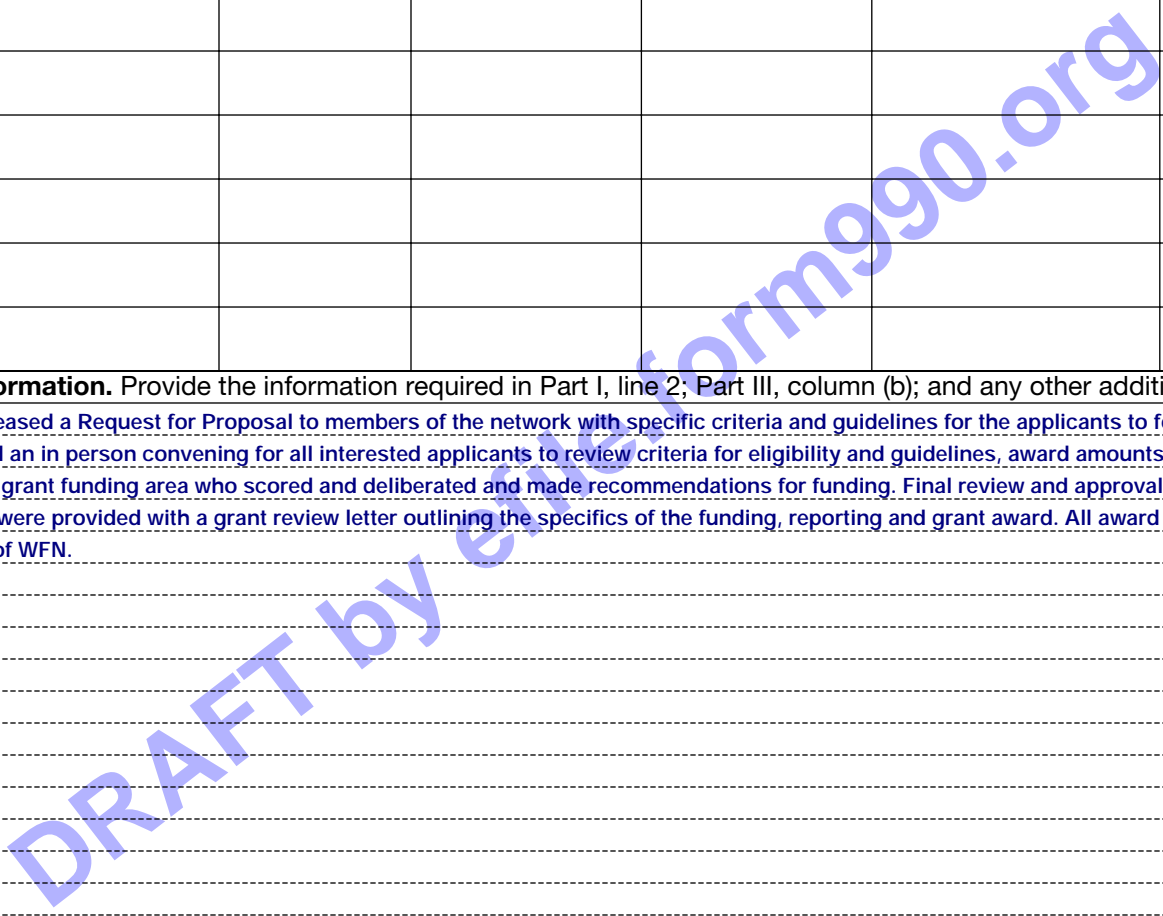 ormation. Provide the information required in Part I, line 2; Part III, column (b); and any other additi
eased a Request for Proposal to members of the network with specific criteria and guidelines for the applicants to f
an in person convening for all interested applicants to review criteria for eligibility and guidelines, award amounts
grant funding area who scored and deliberated and made recommendations for funding. Final review and approval
were provided with a grant review letter outlining the specifics of the funding, reporting and grant award. All award
of WFN.
DRAFT by efile.form990.org